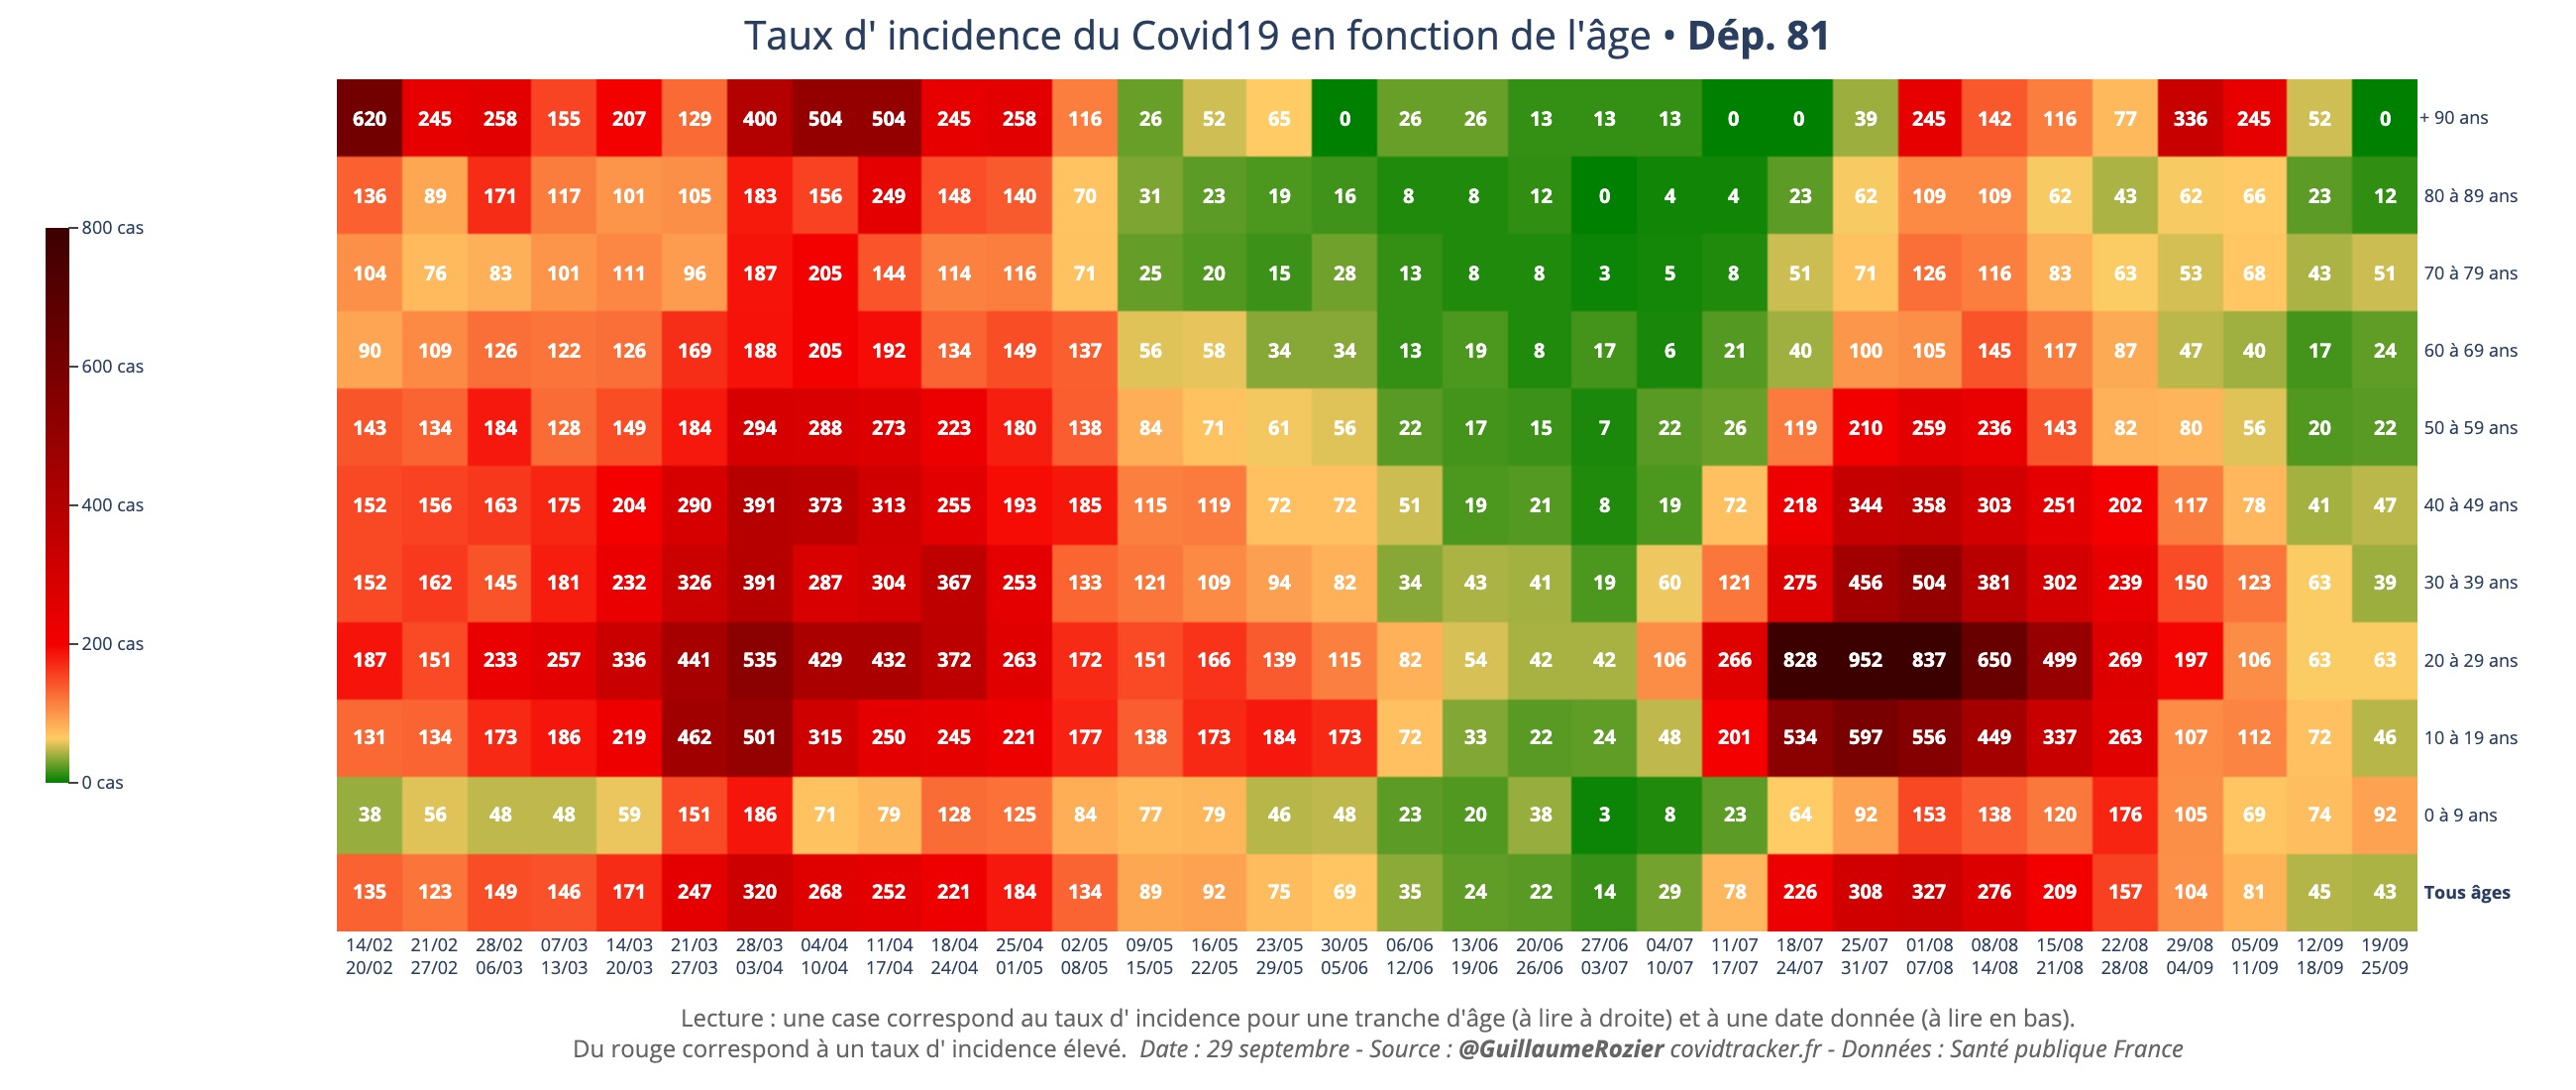 Taux d' incidence du Covid19 en fonction de l'âge • Dép. 81
800 cas
600 cas
400 cas
200 cas
0 cas
620 245 258 155 207 129 400 504 504 245 258 116 26 52 65 0 26 26 13 13 13 0 0 39 245 142 116 77 336 245 52 0 + 90 ans
136 89 171 117 101 105 183 156 249 148 140 70 31 23 19 16 8 8 12 0 4 4 23 62 109 109 62 43 62 66 23 12 80 à 89 ans
104 76 83 101 111 96 187 205 144 114 116 71 25 20 15 28 13 8 8 3 5 8 51 71 126 116 83 63 53 68 43 51 70 à 79 ans
90 109 126 122 126 169 188 205 192 134 149 137 56 58 34 34 13 19 8 17 6 21 40 100 105 145 117 87 47 40 17 24 60 à 69 ans
143 134 184 128 149 184 294 288 273 223 180 138 84 71 61 56 22 17 15 7 22 26 119 210 259 236 143 82 80 56 20 22 50 à 59 ans
152 156 163 175 204 290 391 373 313 255 193 185 115 119 72 72 51 19 21 8 19 72 218 344 358 303 251 202 117 78 41 47 40 à 49 ans
152 162 145 181 232 326 391 287 304 367 253 133 121 109 94 82 34 43 41 19 60 121 275 456 504 381 302 239 150 123 63 39 30 à 39 ans
187 151 233 257 336 441 535 429 432 372 263 172 151 166 139 115 82 54 42 42 106 266 828 952 837 650 499 269 197 106 63 63 20 à 29 ans
131 134 173 186 219 462 501 315 250 245 221 177 138 173 184 173 72 33 22 24 48 201 534 597 556 449 337 263 107 112 72 46 10 à 19 ans
38 56 48 48 59 151 186 71 79 128 125 84 77 79 46 48 23 20 38 3 8 23 64 92 153 138 120 176 105 69 74 92 0 à 9 ans
135 123 149 146 171 247 320 268 252 221 184 134 89 92 75 69 35 24 22 14 29 78 226 308 327 276 209 157 104 81 45 43 Tous âges
14/02 21/02 28/02 07/03 14/03 21/03 28/03 04/04 11/04 18/04 25/04 02/05 09/05 16/05 23/05 30/05 06/06 13/06 20/06 27/06 04/07 11/07 18/07 25/07 01/08 08/08 15/08 22/08 29/08 05/09 12/09 19/09
20/02 27/02 06/03 13/03 20/03 27/03 03/04 10/04 17/04 24/04 01/05 08/05 15/05 22/05 29/05 05/06 12/06 19/06 26/06 03/07 10/07 17/07 24/07 31/07 07/08 14/08 21/08 28/08 04/09 11/09 18/09 25/09
Lecture : une case correspond au taux d' incidence pour une tranche d'âge (à lire à droite) et à une date donnée (à lire en bas).
Du rouge correspond à un taux d' incidence élevé. Date : 29 septembre - Source : @GuillaumeRozier covidtracker.fr - Données : Santé publique France